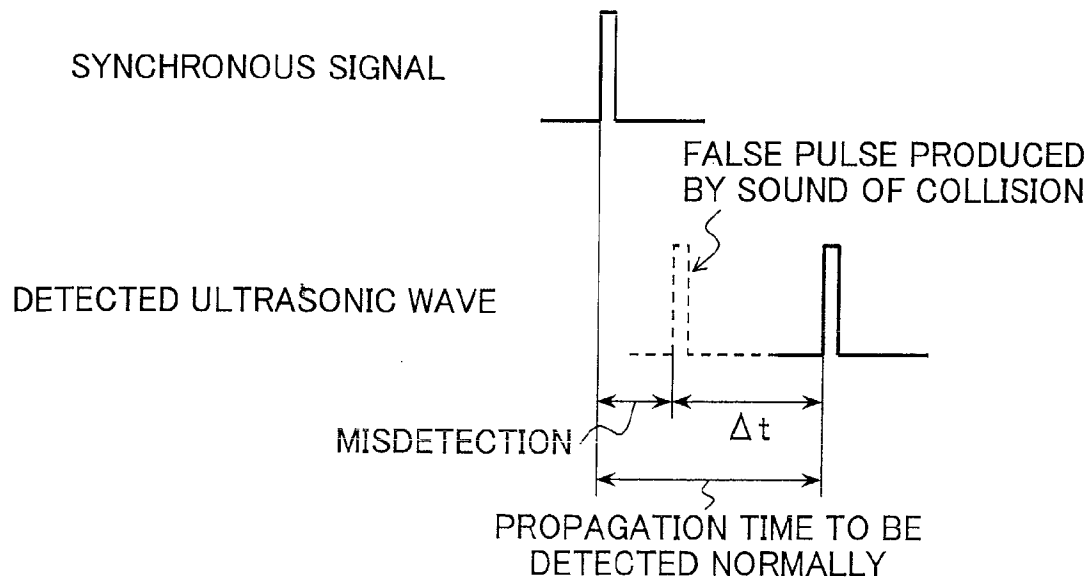 SYNCHRONOUS SIGNAL
FALSE PULSE PRODUCED
BY SOUND OF COLLISION
DETECTED ULTRASONIC WAVE
MISDETECTION
Δt
PROPAGATION TIME TO BE
DETECTED NORMALLY